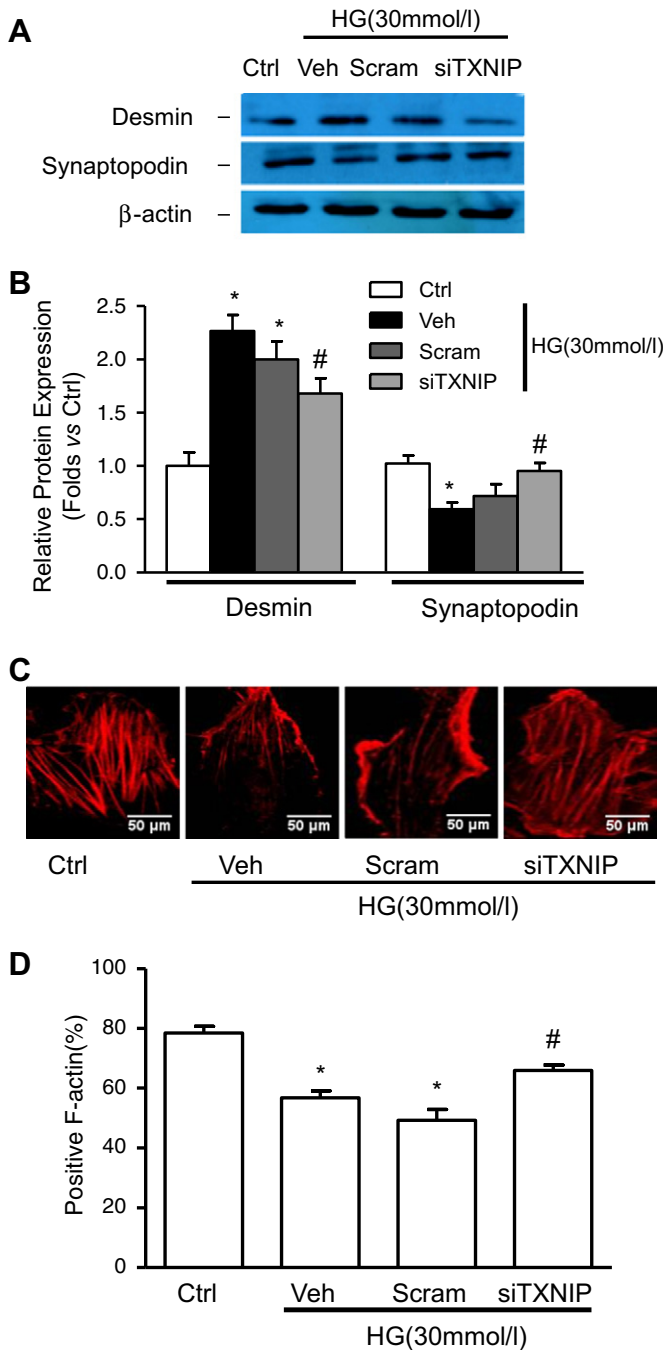 A
HG(30mmol/l)
Ctrl Veh Scram siTXNIP
Desmin –
Synaptopodin –
β-actin –
B
Relative Protein Expression
(Folds vs Ctrl)
2.5
2.0
1.5
1.0
0.5
0.0
* * #
* #
Ctrl
Veh
Scram
siTXNIP
HG(30mmol/l)
Desmin Synaptopodin
C
50 μm 50 μm 50 μm 50 μm
Ctrl Veh Scram siTXNIP
HG(30mmol/l)
D
Positive F-actin(%)
100
80
60
40
20
0
* * #
Ctrl Veh Scram siTXNIP
HG(30mmol/l)